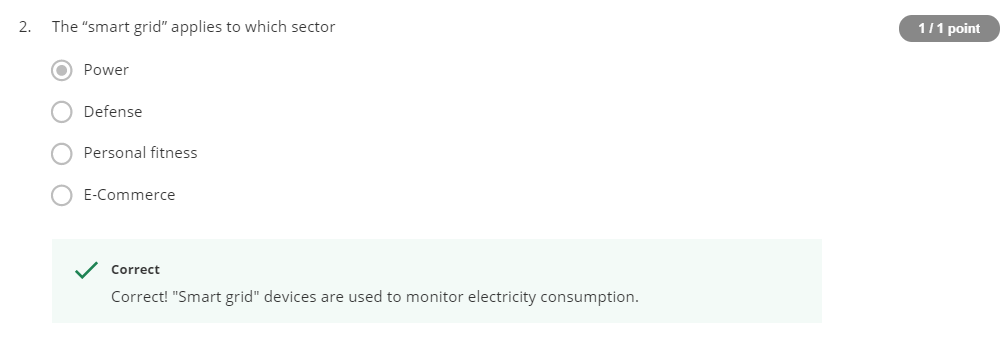 2. The “smart grid” applies to which sector
1 / 1 point
Power
Defense
Personal fitness
E-Commerce
Correct
Correct! "Smart grid" devices are used to monitor electricity consumption.